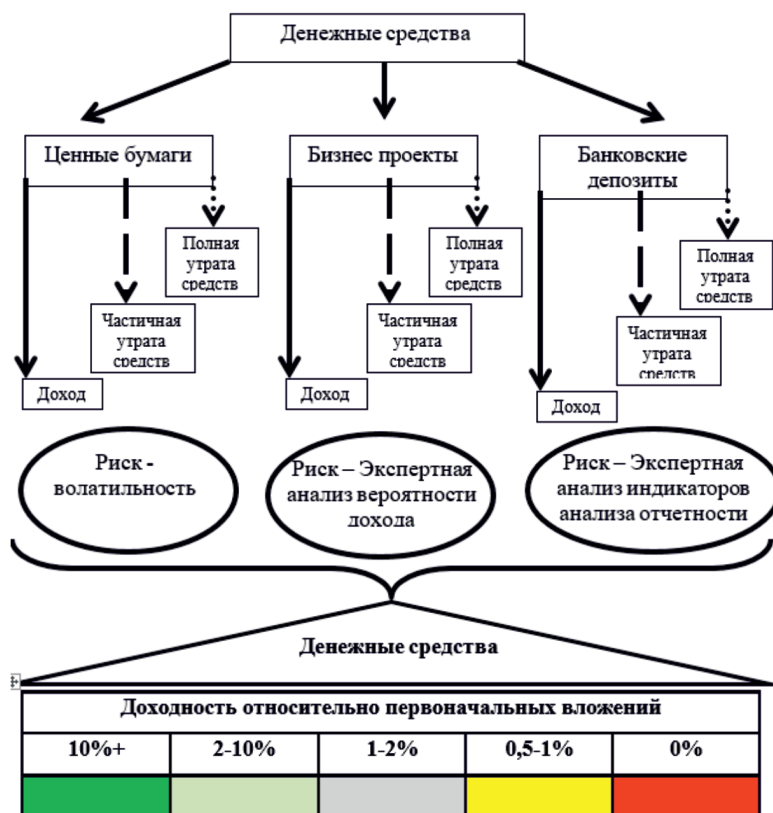 Денежные средства
Ценные бумаги
Бизнес проекты
Банковские
депозиты
Полная
утрата
средств
Частичная
утрата
средств
Доход
Полная
утрата
средств
Частичная
утрата
средств
Доход
Полная
утрата
средств
Частичная
утрата
средств
Доход
Риск -
волатильность
Риск – Экспертная
анализ вероятности
дохода
Риск – Экспертная
анализ индикаторов
анализа отчетности
Денежные средства
Доходность относительно первоначальных вложений
10%+ 2-10% 1-2% 0,5-1% 0%